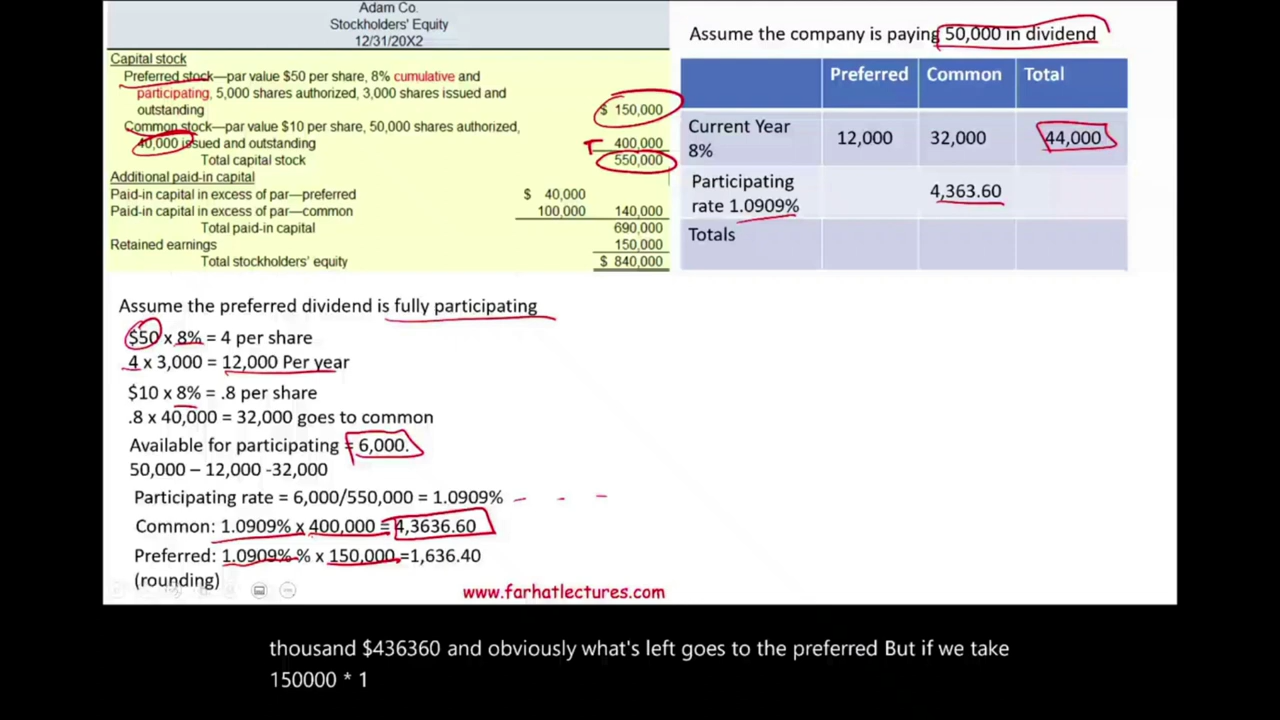 Adam Co.
Stockholders' Equity
12/31/20X2
Capital stock
Preferred stock—par value $50 per share, 8% cumulative and
participating, 5,000 shares authorized, 3,000 shares issued and
outstanding $ 150,000
Common stock—par value $10 per share, 50,000 shares authorized,
40,000 issued and outstanding 400,000
Total capital stock 550,000
Additional paid-in capital
Paid-in capital in excess of par—preferred $ 40,000
Paid-in capital in excess of par—common 100,000 140,000
Total paid-in capital 690,000
Retained earnings 150,000
Total stockholders' equity $ 840,000
Assume the company is paying 50,000 in dividend
Preferred Common Total
Current Year
8% 12,000 32,000 44,000
Participating
rate 1.0909% 4,363.60
Totals
Assume the preferred dividend is fully participating
$50 x 8% = 4 per share
4 x 3,000 = 12,000 Per year
$10 x 8% = .8 per share
.8 x 40,000 = 32,000 goes to common
Available for participating = 6,000.
50,000 – 12,000 -32,000
Participating rate = 6,000/550,000 = 1.0909%
Common: 1.0909% x 400,000 = 4,3636.60
Preferred: 1.0909% % x 150,000 =1,636.40
(rounding)
www.farhatlectures.com
thousand $436360 and obviously what's left goes to the preferred But if we take
150000 * 1